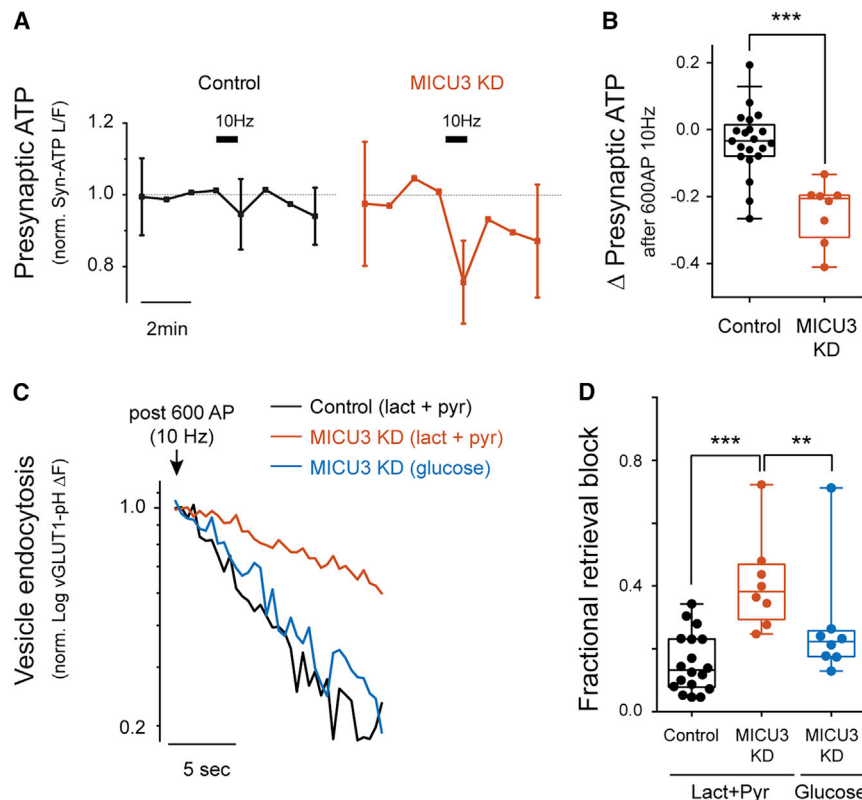 A
Presynaptic ATP
(norm. Syn-ATP L/F)
Control
MICU3 KD
10Hz
10Hz
1.2
1.0
0.8
2min
B
Δ Presynaptic ATP
after 600AP 10Hz
***
0.2
0.0
-0.2
-0.4
Control
MICU3
KD
C
Vesicle endocytosis
(norm. Log vGLUT1-pH ΔF)
post 600 AP
(10 Hz)
Control (lact + pyr)
MICU3 KD (lact + pyr)
MICU3 KD (glucose)
1.0
0.2
5 sec
D
Fractional retrieval block
***
**
0.8
0.4
0.0
Control
MICU3
KD
MICU3
KD
Lact+Pyr
Glucose